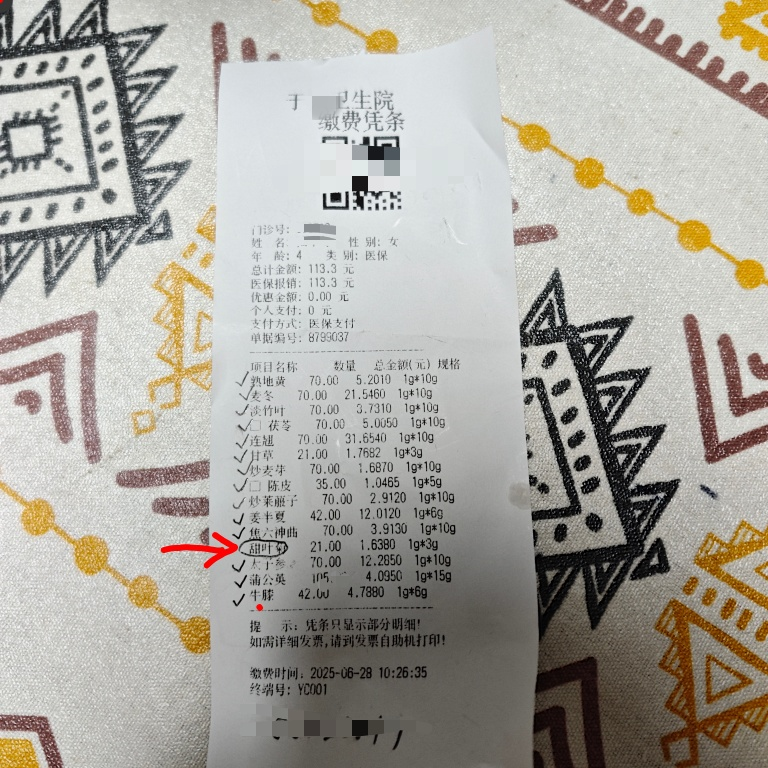 卫生院
缴费凭条
门诊号:
姓 名: 性 别: 女
年 龄: 4 类 别: 医保
总计金额: 113.3 元
医保报销: 113.3 元
优惠金额: 0.00 元
个人支付: 0 元
支付方式: 医保支付
单据编号: 8799037
项目名称 数量 总金额(元) 规格
熟地黄 70.00 5.2010 1g*10g
麦冬 70.00 21.5460 1g*10g
淡竹叶 70.00 3.7310 1g*10g
□ 茯苓 70.00 5.0050 1g*10g
连翘 70.00 31.6540 1g*10g
甘草 21.00 1.7682 1g*3g
炒麦芽 70.00 1.6870 1g*10g
□ 陈皮 35.00 1.0465 1g*5g
炒莱菔子 70.00 2.9120 1g*10g
姜半夏 42.00 12.0120 1g*6g
焦六神曲 70.00 3.9130 1g*10g
甜叶菊 21.00 1.6380 1g*3g
太子参 70.00 12.2850 1g*10g
蒲公英 105. 4.0950 1g*15g
牛膝 42.00 4.7880 1g*6g
提 示: 凭条只显示部分明细!
如需详细发票,请到发票自助机打印!
缴费时间: 2025-06-28 10:26:35
终端号: YC001